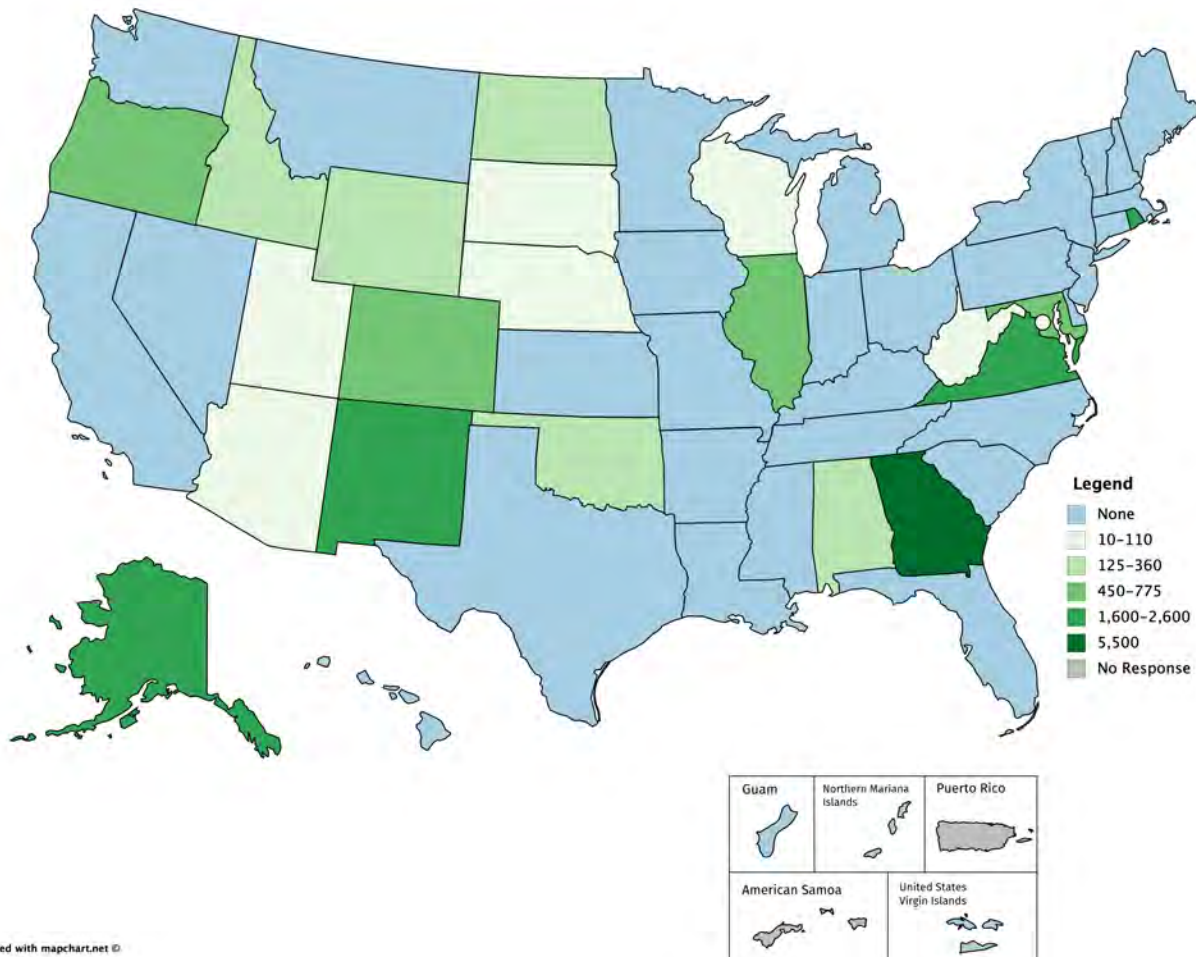 Legend
None
10-110
125-360
450-775
1,600-2,600
5,500
No Response
Guam
Northern Mariana
Islands
Puerto Rico
American Samoa
United States
Virgin Islands
ed with mapchart.net ©